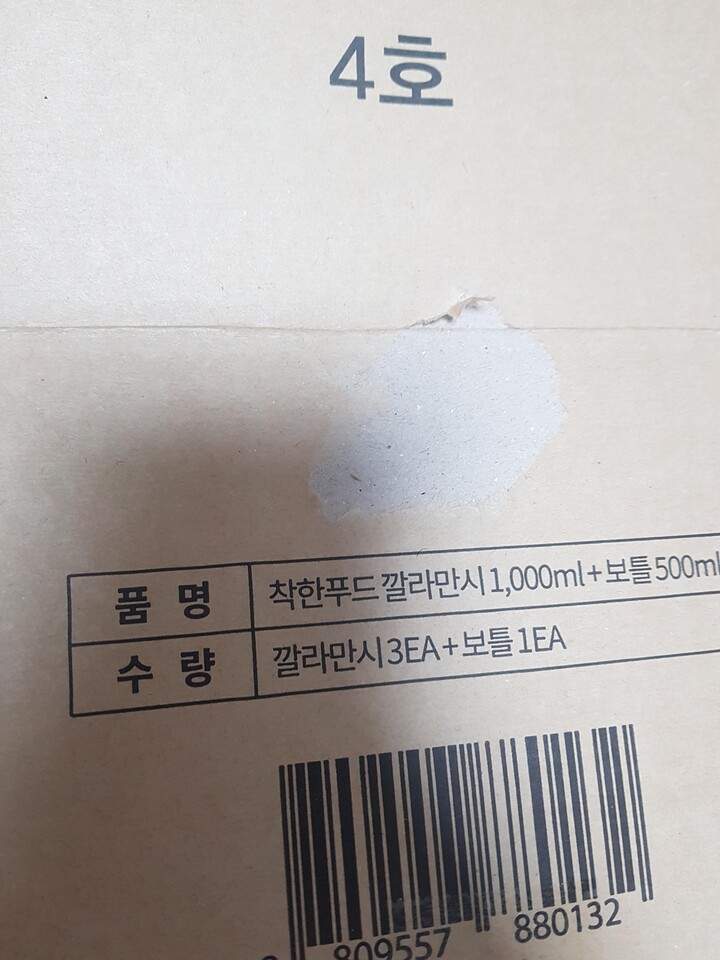 4호
품 명 착한푸드 깔라만시 1,000ml + 보틀 500ml
수 량 깔라만시 3EA + 보틀 1EA
809557 880132